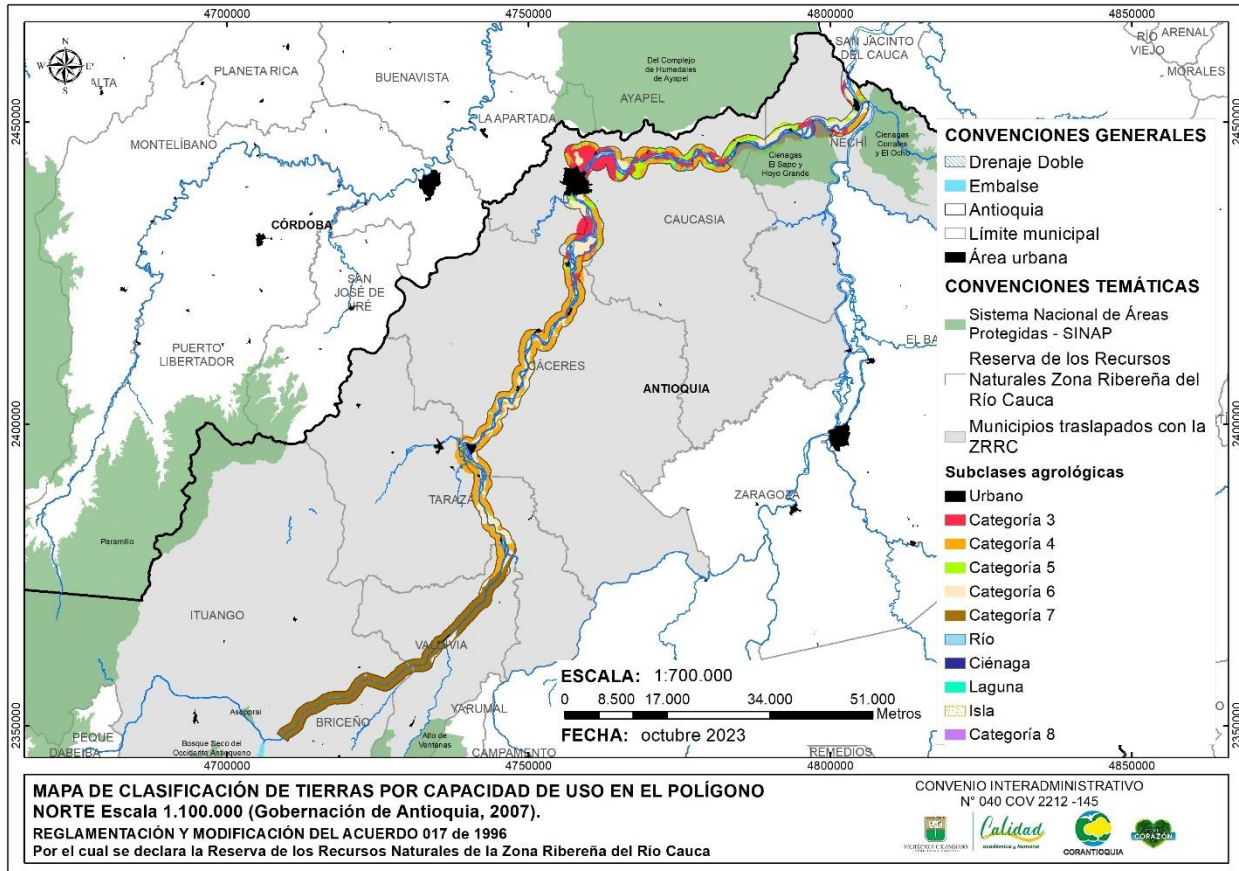 4700000
4750000
4800000
4850000
N
W
E
S
ALTA
PLANETA RICA
BUENAVISTA
Del Complejo
de Humedales
de Ayapel
AYAPEL
SAN JACINTO
DEL CAUCA
RÍO
VIEJO
ARENAL
MORALES
LA APARTADA
MONTELÍBANO
2450000
2450000
NECHÍ
Cienagas
Corrales
y El Ocho
Cienagas
El Sapo y
Hoyo Grande
CÓRDOBA
CAUCASIA
SAN
JOSÉ DE
URÉ
PUERTO
LIBERTADOR
EL BA
CÁCERES
ANTIOQUIA
2400000
2400000
TARAZÁ
ZARAGOZA
Paramillo
ITUANGO
VALDIVIA
2350000
2350000
BRICEÑO
YARUMAL
PEQUE
DABEIBA
Bosque Seco del
Occidente Antioqueño
Alto de
Ventanas
CAMPAMENTO
REMEDIOS
4700000
4750000
4800000
4850000
CONVENCIONES GENERALES
Drenaje Doble
Embalse
Antioquia
Límite municipal
Área urbana
CONVENCIONES TEMÁTICAS
Sistema Nacional de Áreas
Protegidas - SINAP
Reserva de los Recursos
Naturales Zona Ribereña del
Río Cauca
Municipios traslapados con la
ZRRC
Subclases agrológicas
Urbano
Categoría 3
Categoría 4
Categoría 5
Categoría 6
Categoría 7
Río
Ciénaga
Laguna
Isla
Categoría 8
ESCALA: 1:700.000
0 8.500 17.000 34.000 51.000
Metros
FECHA: octubre 2023
MAPA DE CLASIFICACIÓN DE TIERRAS POR CAPACIDAD DE USO EN EL POLÍGONO
NORTE Escala 1.100.000 (Gobernación de Antioquia, 2007).
REGLAMENTACIÓN Y MODIFICACIÓN DEL ACUERDO 017 de 1996
Por el cual se declara la Reserva de los Recursos Naturales de la Zona Ribereña del Río Cauca
CONVENIO INTERADMINISTRATIVO
N° 040 COV 2212 -145
POLITÉCNICO COLOMBIANO
Calidad
académica y humana
CORANTIOQUIA
CORAZÓN